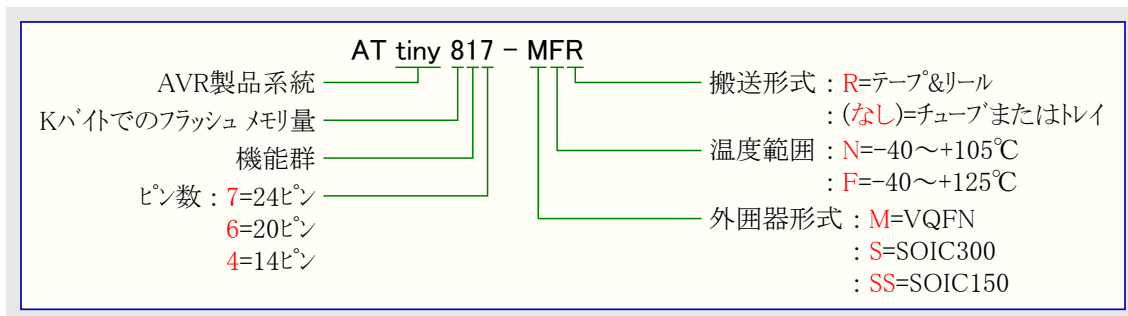 AT tiny 817 - MFR
AVR製品系統
Kバイトでのフラッシュ メモリ量
機能群
ピン数 : 7=24ピン
6=20ピン
4=14ピン
搬送形式 : R=テープ&リール
: (なし)=チューブまたはトレイ
温度範囲 : N=-40～+105℃
: F=-40～+125℃
外囲器形式 : M=VQFN
: S=SOIC300
: SS=SOIC150